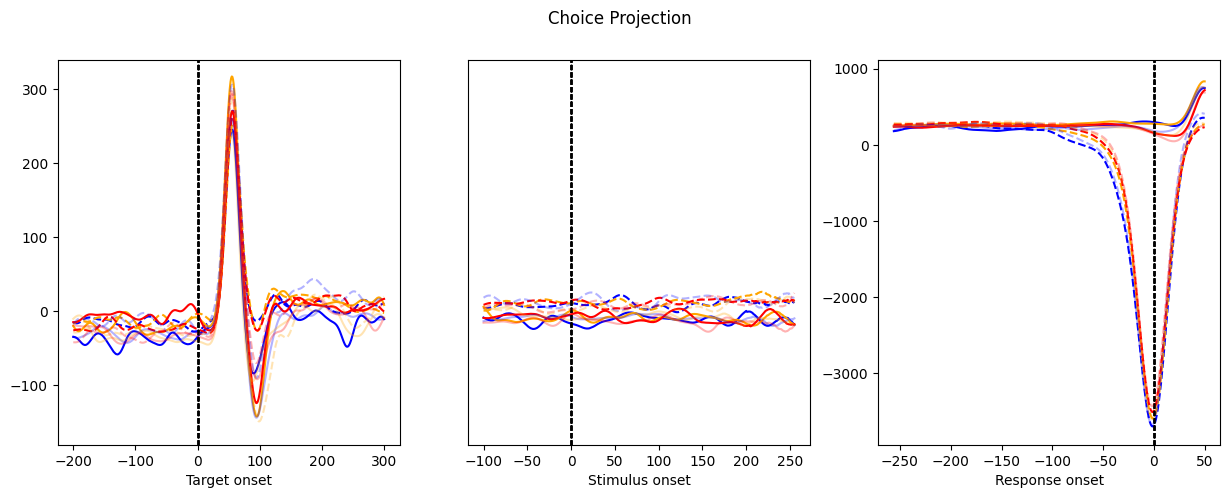 Choice Projection
300
200
100
0
−100
−200 −100 0 100 200 300
Target onset
−100 −50 0 50 100 150 200 250
Stimulus onset
1000
0
−1000
−2000
−3000
−250 −200 −150 −100 −50 0 50
Response onset